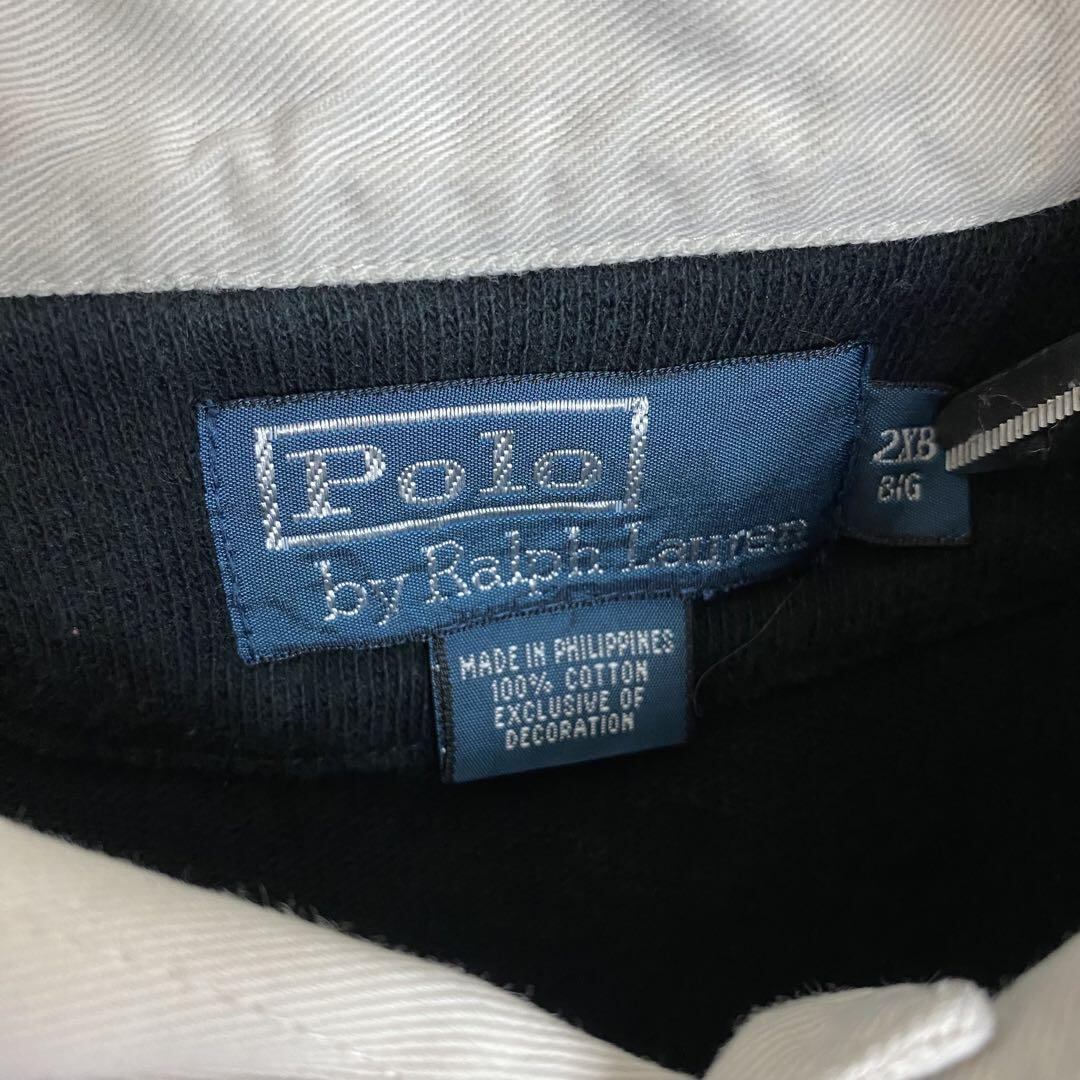 Polo
by Ralph Lauren
2XB
B/G
MADE IN PHILIPPINES
100% COTTON
EXCLUSIVE OF
DECORATION